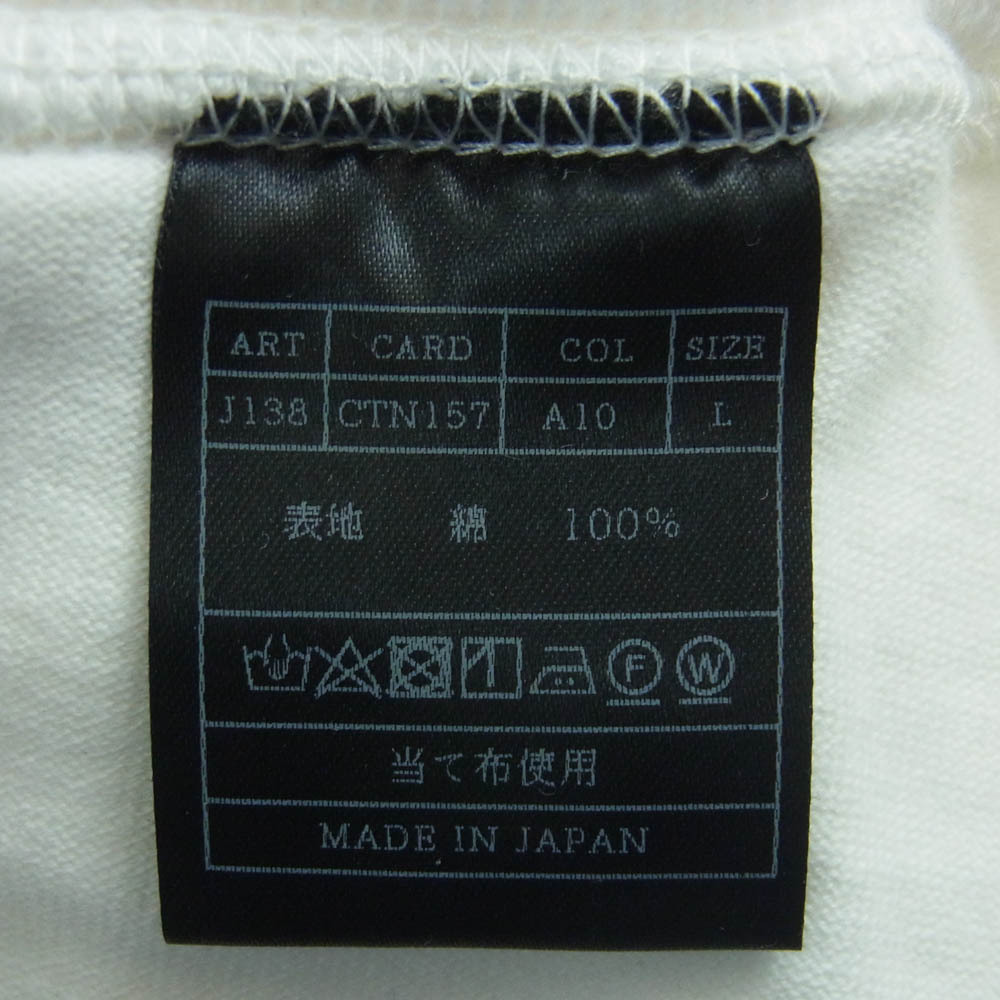 ART CARD COL SIZE
J138 CTN157 A10 L
表地 綿 100%
F W
当て布使用
MADE IN JAPAN